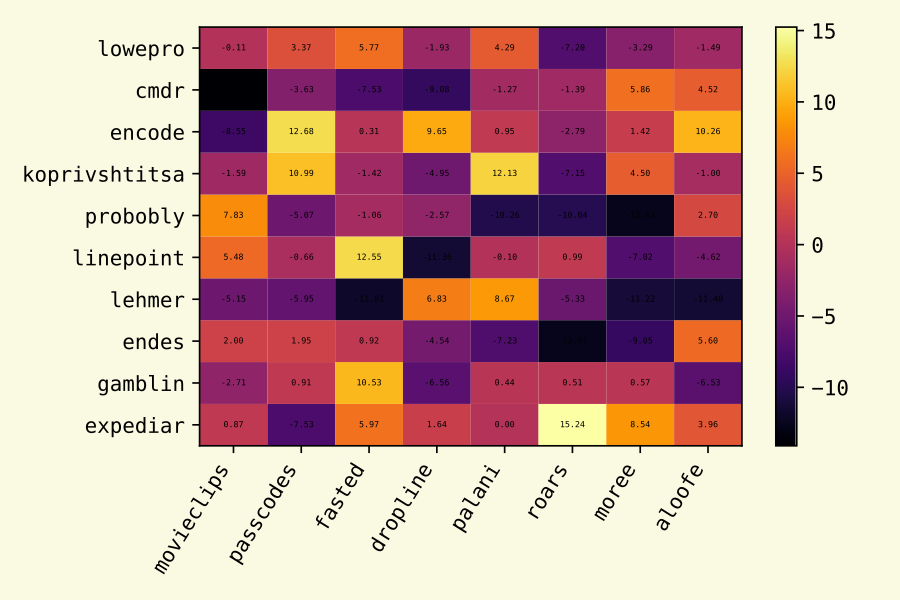 lowepro -0.11 3.37 5.77 -1.93 4.29 -7.20 -3.29 -1.49
cmdr -3.63 -7.53 -9.08 -1.27 -1.39 5.86 4.52
encode -8.55 12.68 0.31 9.65 0.95 -2.79 1.42 10.26
koprivshtitsa -1.59 10.99 -1.42 -4.95 12.13 -7.15 4.50 -1.00
probobly 7.83 -5.07 -1.06 -2.57 -10.26 -10.04 2.70
linepoint 5.48 -0.66 12.55 -0.10 0.99 -7.02 -4.62
lehmer -5.15 -5.95 6.83 8.67 -5.33 -11.22
endes 2.00 1.95 0.92 -4.54 -7.23 -9.05 5.60
gamblin -2.71 0.91 10.53 -6.56 0.44 0.51 0.57 -6.53
expediar 0.87 -7.53 5.97 1.64 0.00 15.24 8.54 3.96
movieclips passcodes fasted dropline palani roars moree aloofe
15
10
5
0
−5
−10